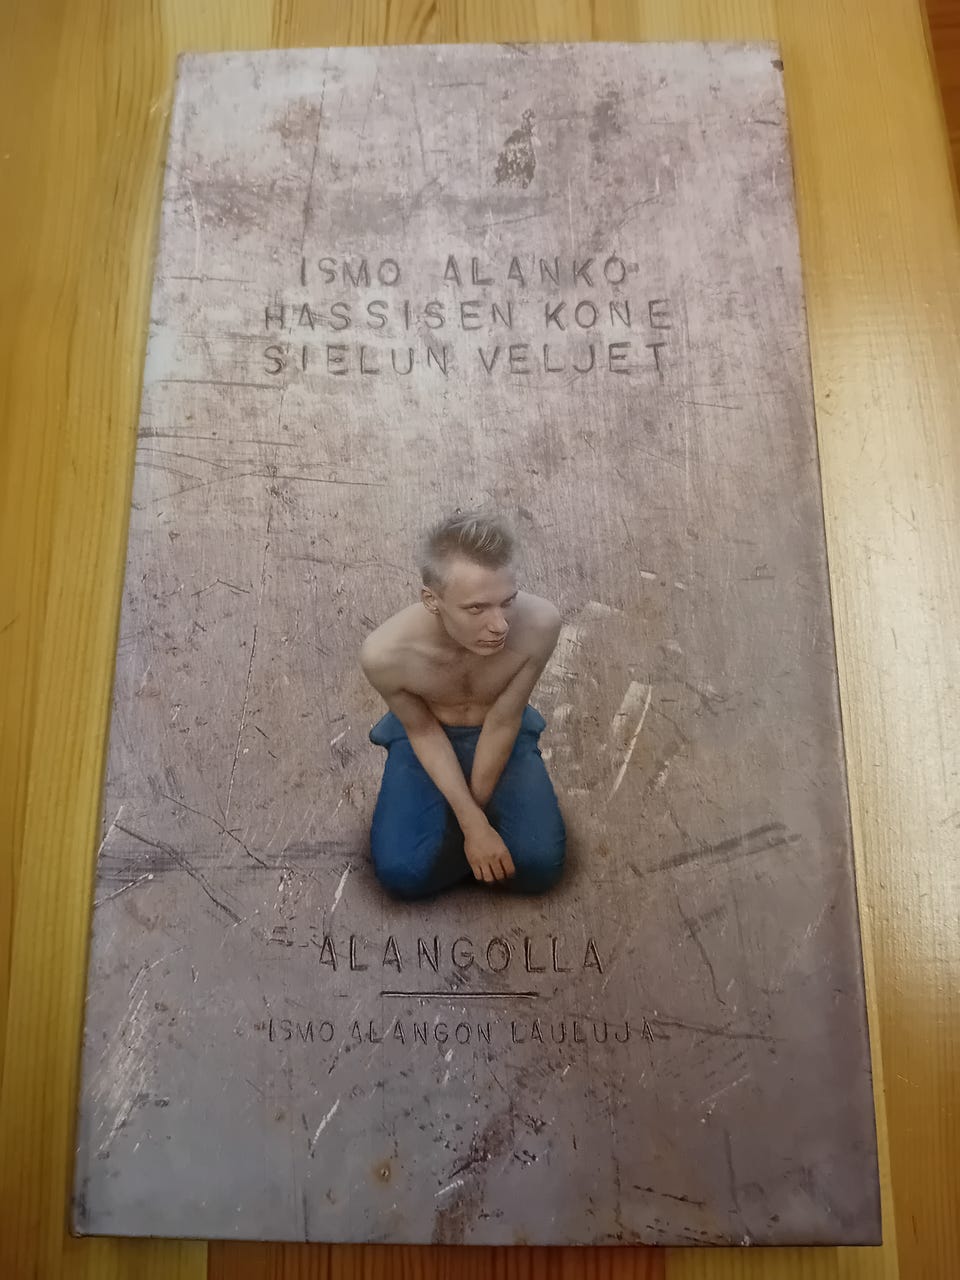 ISMO ALANKO
HASSISEN KONE
SIELUN VELJET
ALANGOLLA
ISMO ALANGON LAULUJA